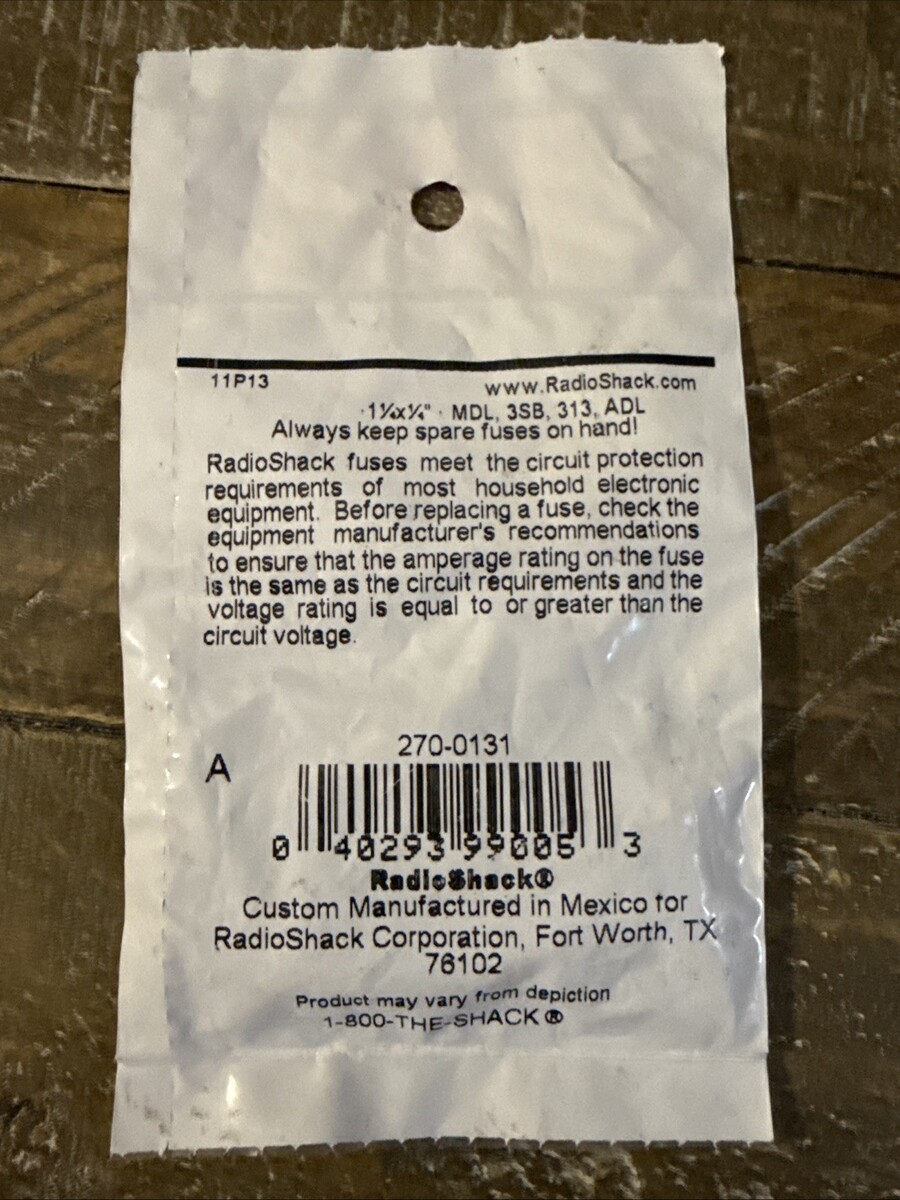 11P13
www.RadioShack.com
· 1¼x¼" · MDL, 3SB, 313, ADL
Always keep spare fuses on hand!
RadioShack fuses meet the circuit protection
requirements of most household electronic
equipment. Before replacing a fuse, check the
equipment manufacturer's recommendations
to ensure that the amperage rating on the fuse
is the same as the circuit requirements and the
voltage rating is equal to or greater than the
circuit voltage.
270-0131
A
0 40293 99005 3
RadioShack®
Custom Manufactured in Mexico for
RadioShack Corporation, Fort Worth, TX
76102
Product may vary from depiction
1-800-THE-SHACK ®